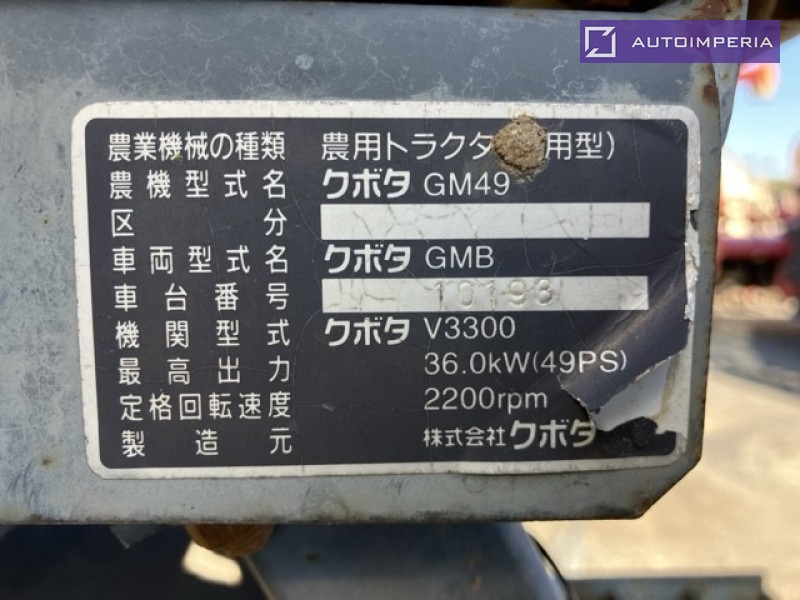 AUTOIMPERIA
農業機械の種類 農用トラクタ 用型)
農機型式名 クボタ GM49
区分
車両型式名 クボタ GMB
車台番号 10193
機関型式 クボタ V3300
最高出力 36.0kW(49PS)
定格回転速度 2200rpm
製造元 株式会社クボタ